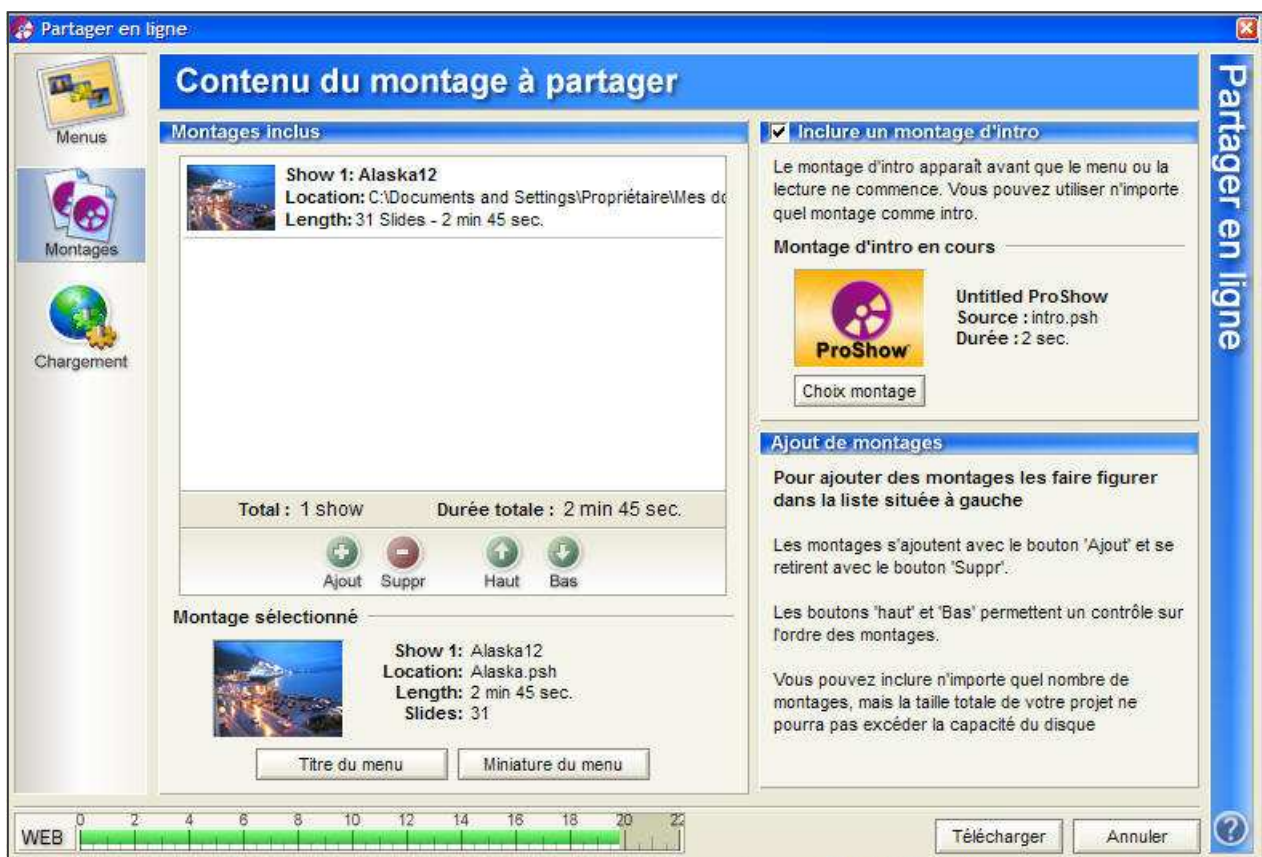 Partager en ligne
Menus
Montages
Chargement
Contenu du montage à partager
Montages inclus
Show 1: Alaska12
Location: C:\Documents and Settings\Propriétaire\Mes do
Length: 31 Slides - 2 min 45 sec.
Total : 1 show Durée totale : 2 min 45 sec.
Ajout Suppr Haut Bas
Montage sélectionné
Show 1: Alaska12
Location: Alaska.psh
Length: 2 min 45 sec.
Slides: 31
Titre du menu Miniature du menu
Inclure un montage d'intro
Le montage d'intro apparaît avant que le menu ou la
lecture ne commence. Vous pouvez utiliser n'importe
quel montage comme intro.
Montage d'intro en cours
ProShow
Untitled ProShow
Source : intro.psh
Durée : 2 sec.
Choix montage
Ajout de montages
Pour ajouter des montages les faire figurer
dans la liste située à gauche
Les montages s'ajoutent avec le bouton 'Ajout' et se
retirent avec le bouton 'Suppr'.
Les boutons 'haut' et 'Bas' permettent un contrôle sur
l'ordre des montages.
Vous pouvez inclure n'importe quel nombre de
montages, mais la taille totale de votre projet ne
pourra pas excéder la capacité du disque
Partager en ligne
WEB 0 2 4 6 8 10 12 14 16 18 20 22
Télécharger Annuler ?